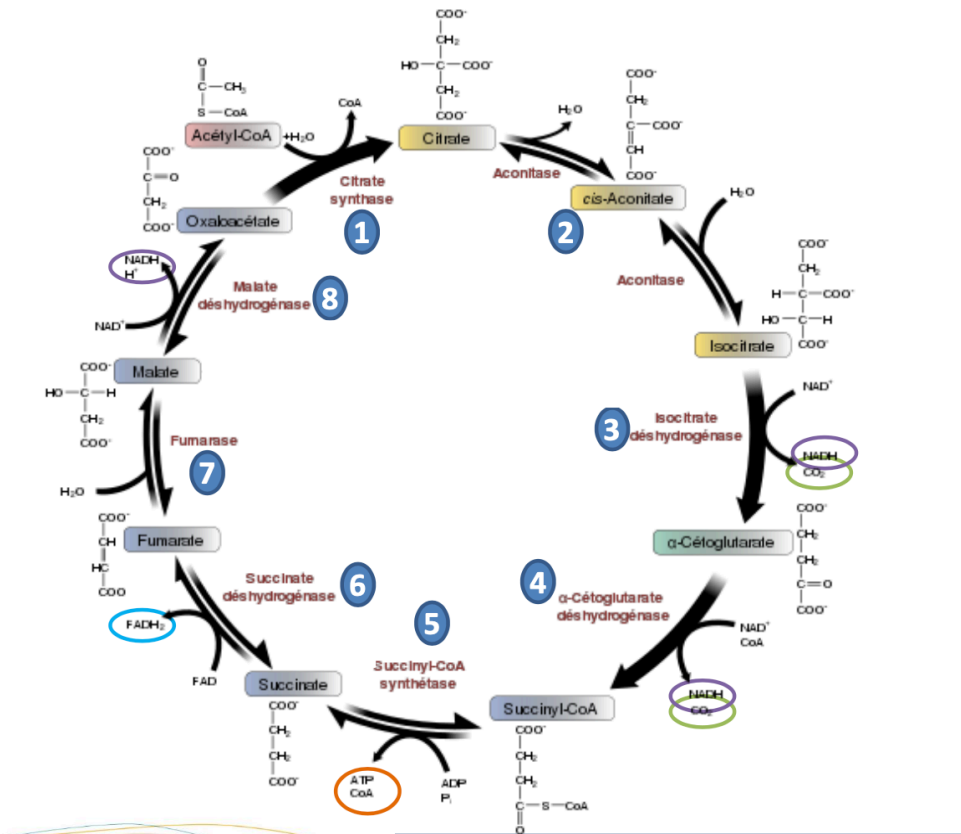 COO⁻
CH₂
HO—C—COO⁻
CH₂
COO⁻
Citrate
O
C—CH₃
S—CoA
Acétyl-CoA
+H₂O
CoA
Citrate
synthase
1
H₂O
Aconitase
2
COO⁻
CH₂
C—COO⁻
CH
COO⁻
cis-Aconitate
H₂O
Aconitase
COO⁻
CH₂
H—C—COO⁻
HO—C—H
COO⁻
Isocitrate
3
Isocitrate
déshydrogénase
NAD⁺
NADH
CO₂
α-Cétoglutarate
COO⁻
CH₂
CH₂
C=O
COO⁻
4
α-Cétoglutarate
déshydrogénase
NAD⁺
CoA
NADH
CO₂
Succinyl-CoA
COO⁻
CH₂
CH₂
C—S—CoA
O
5
Succinyl-CoA
synthétase
ADP
Pᵢ
ATP
CoA
Succinate
COO⁻
CH₂
CH₂
COO⁻
6
Succinate
déshydrogénase
FAD
FADH₂
Fumarate
COO⁻
CH
HC
COO
7
Fumarase
H₂O
Malate
COO⁻
HO—C—H
CH₂
COO⁻
8
Malate
déshydrogénase
NAD⁺
NADH
H⁺
Oxaloacétate
COO⁻
C=O
CH₂
COO⁻